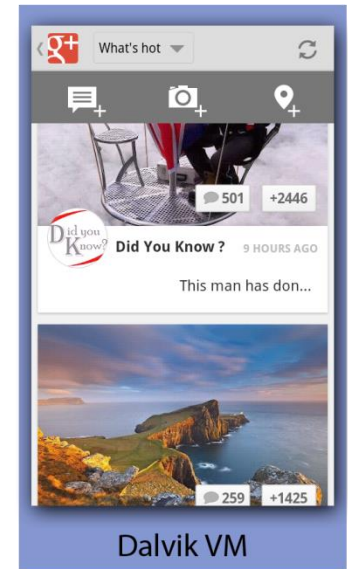 g+ What's hot
501 +2446
Did you Know?
Did You Know ? 9 HOURS AGO
This man has don...
259 +1425
Dalvik VM